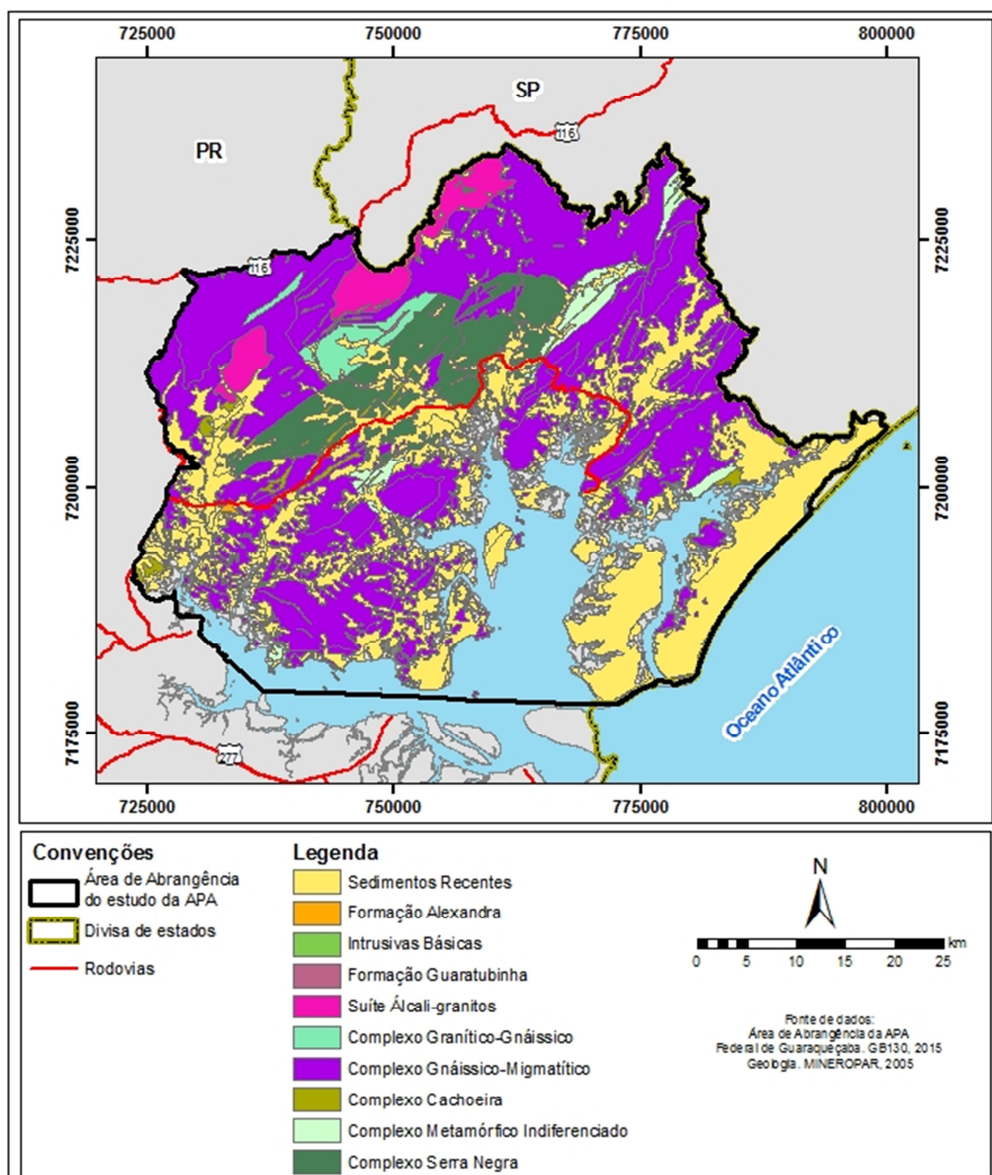 725000 750000 775000 800000
SP
116
PR
116
7225000 7225000
7200000 7200000
Oceano Atlântico
7175000 7175000
277
725000 750000 775000 800000
Convenções
Área de Abrangência
do estudo da APA
Divisa de estados
Rodovias
Legenda
Sedimentos Recentes
Formação Alexandra
Intrusivas Básicas
Formação Guaratubinha
Suíte Álcali-granitos
Complexo Granítico-Gnáissico
Complexo Gnáissico-Migmatítico
Complexo Cachoeira
Complexo Metamórfico Indiferenciado
Complexo Serra Negra
N
km
0 5 10 15 20 25
Fonte de dados:
Área de Abrangência da APA
Federal de Guaraqueçaba. GB130, 2015
Geologia. MINEROPAR, 2005